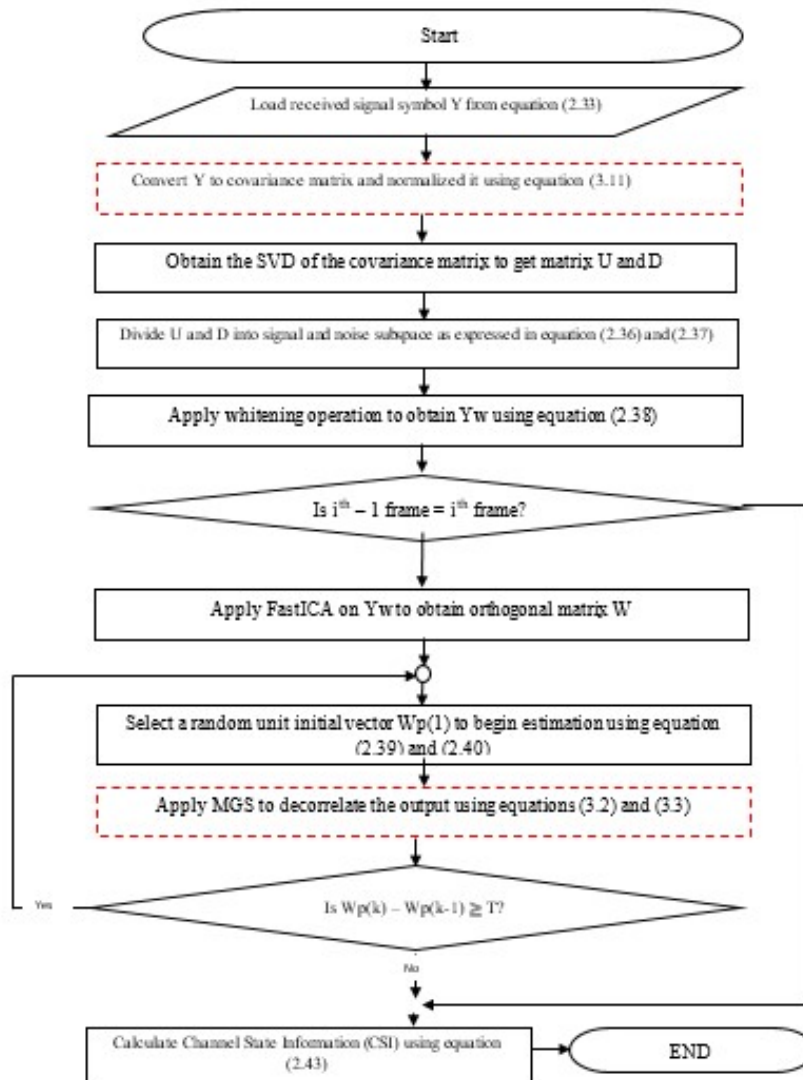 Start
Load received signal symbol Y from equation (2.33)
Convert Y to covariance matrix and normalized it using equation (3.11)
Obtain the SVD of the covariance matrix to get matrix U and D
Divide U and D into signal and noise subspace as expressed in equation (2.36) and (2.37)
Apply whitening operation to obtain Yw using equation (2.38)
Is iᵗʰ – 1 frame = iᵗʰ frame?
Apply FastICA on Yw to obtain orthogonal matrix W
Select a random unit initial vector Wp(1) to begin estimation using equation
(2.39) and (2.40)
Apply MGS to decorrelate the output using equations (3.2) and (3.3)
Yes
Is Wp(k) – Wp(k-1) ≧ T?
No
Calculate Channel State Information (CSI) using equation
(2.43)
END